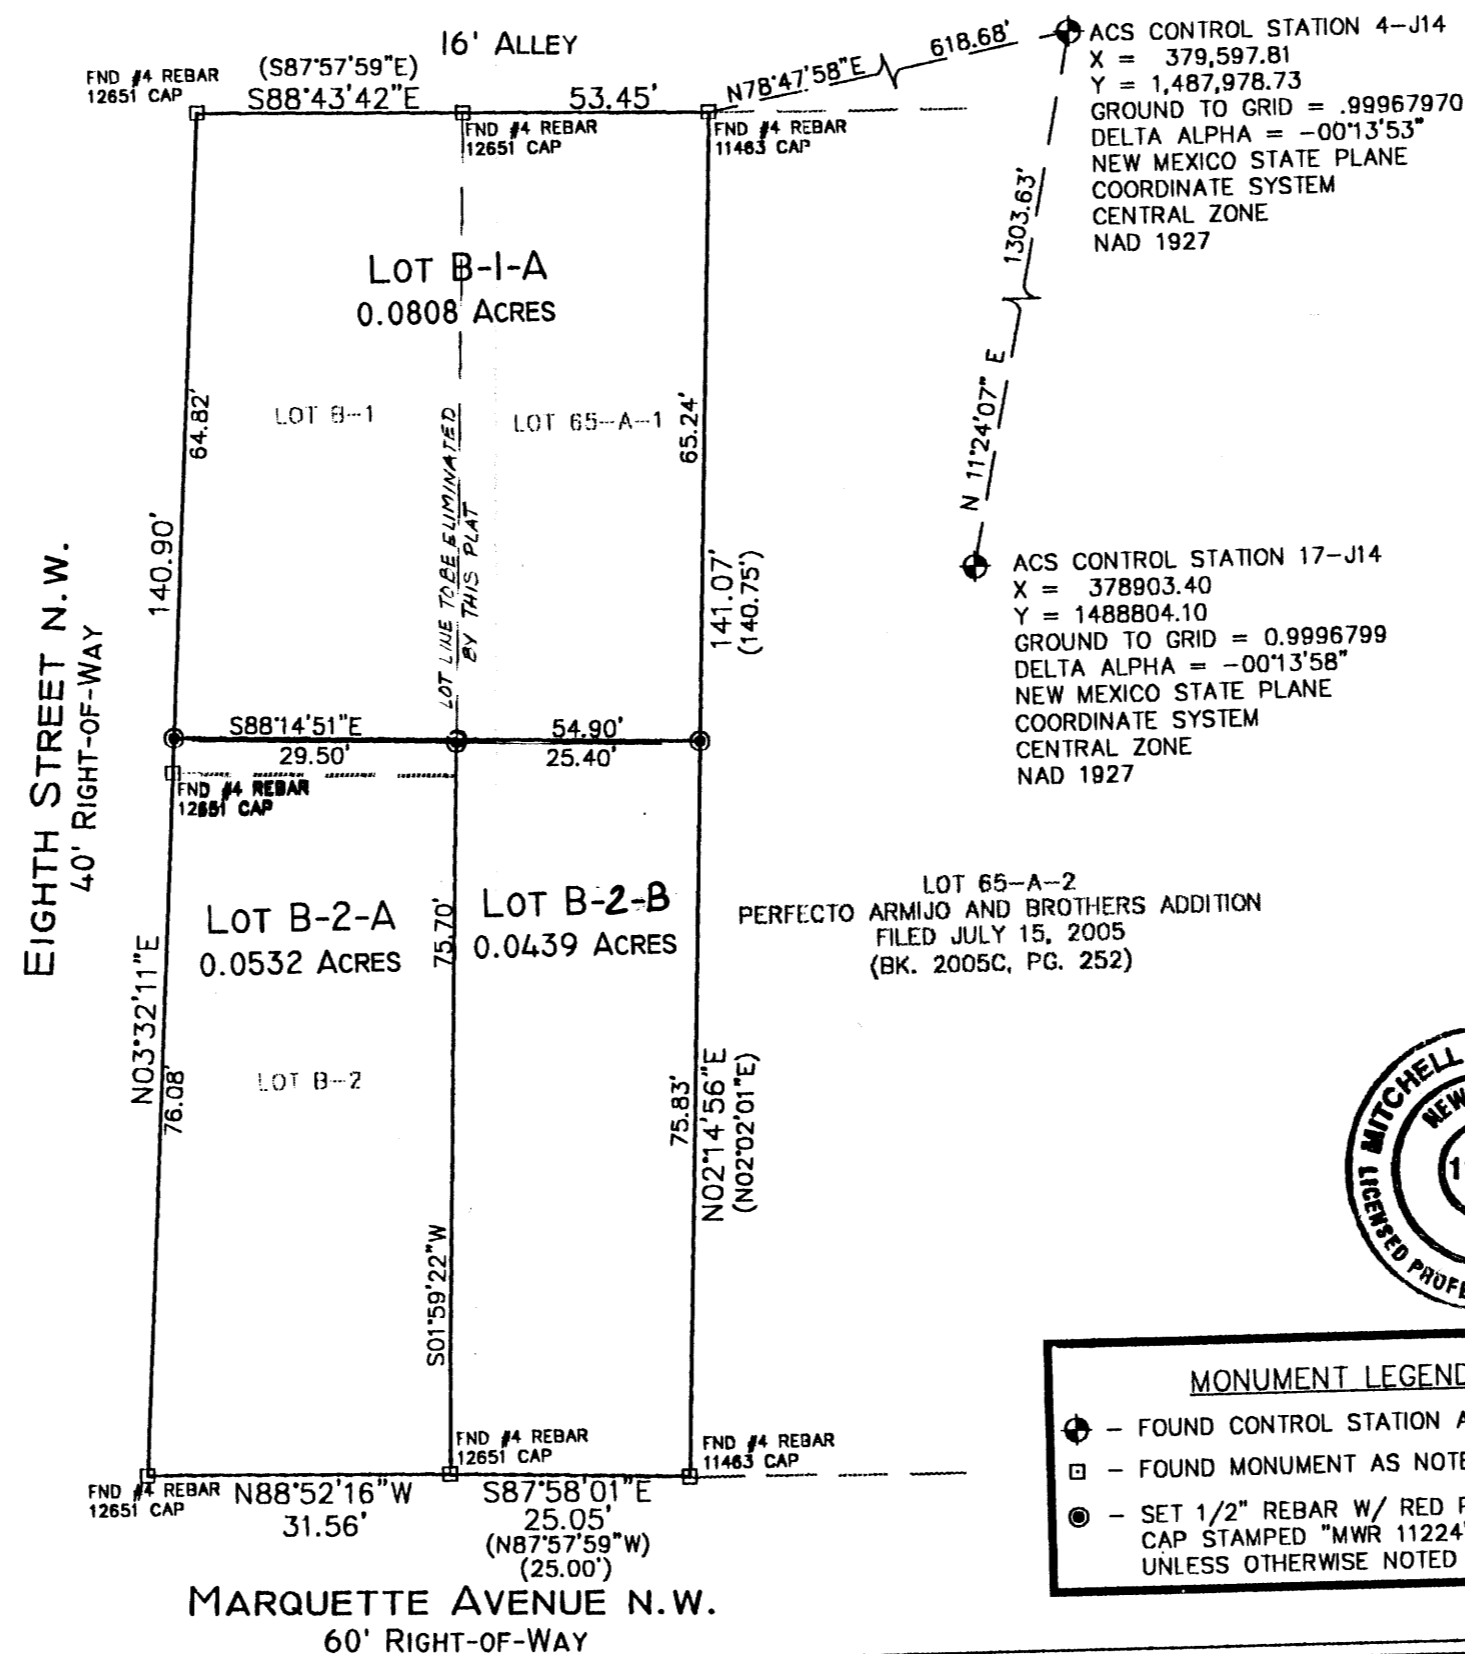 16' ALLEY
FND #4 REBAR
12651 CAP
(S87°57'59"E)
S88°43'42"E
53.45'
N78°47'58"E
618.68'
FND #4 REBAR
12651 CAP
FND #4 REBAR
11463 CAP
ACS CONTROL STATION 4-J14
X = 379,597.81
Y = 1,487,978.73
GROUND TO GRID = .99967970
DELTA ALPHA = -00°13'53"
NEW MEXICO STATE PLANE
COORDINATE SYSTEM
CENTRAL ZONE
NAD 1927
1303.63'
N 11°24'07" E
LOT B-1-A
0.0808 ACRES
LOT B-1
LOT 65-A-1
64.82'
65.24'
LOT LINE TO BE ELIMINATED
BY THIS PLAT
140.90'
141.07'
(140.75')
ACS CONTROL STATION 17-J14
X = 378903.40
Y = 1488804.10
GROUND TO GRID = 0.9996799
DELTA ALPHA = -00°13'58"
NEW MEXICO STATE PLANE
COORDINATE SYSTEM
CENTRAL ZONE
NAD 1927
EIGHTH STREET N.W.
40' RIGHT-OF-WAY
S88°14'51"E
54.90'
29.50'
25.40'
FND #4 REBAR
12651 CAP
LOT B-2-A
0.0532 ACRES
75.70'
LOT B-2-B
0.0439 ACRES
LOT 65-A-2
PERFECTO ARMIJO AND BROTHERS ADDITION
FILED JULY 15, 2005
(BK. 2005C, PG. 252)
N03°32'11"E
76.08'
LOT B-2
75.83'
N02°14'56"E
(N02°02'01"E)
S01°59'22"W
MITCHELL
NEW
LICENSED PROFE
MONUMENT LEGEND
- FOUND CONTROL STATION A
- FOUND MONUMENT AS NOTE
- SET 1/2" REBAR W/ RED P
CAP STAMPED "MWR 11224"
UNLESS OTHERWISE NOTED
FND #4 REBAR
12651 CAP
FND #4 REBAR
11463 CAP
FND #4 REBAR
12651 CAP
N88°52'16"W
31.56'
S87°58'01"E
25.05'
(N87°57'59"W)
(25.00')
MARQUETTE AVENUE N.W.
60' RIGHT-OF-WAY